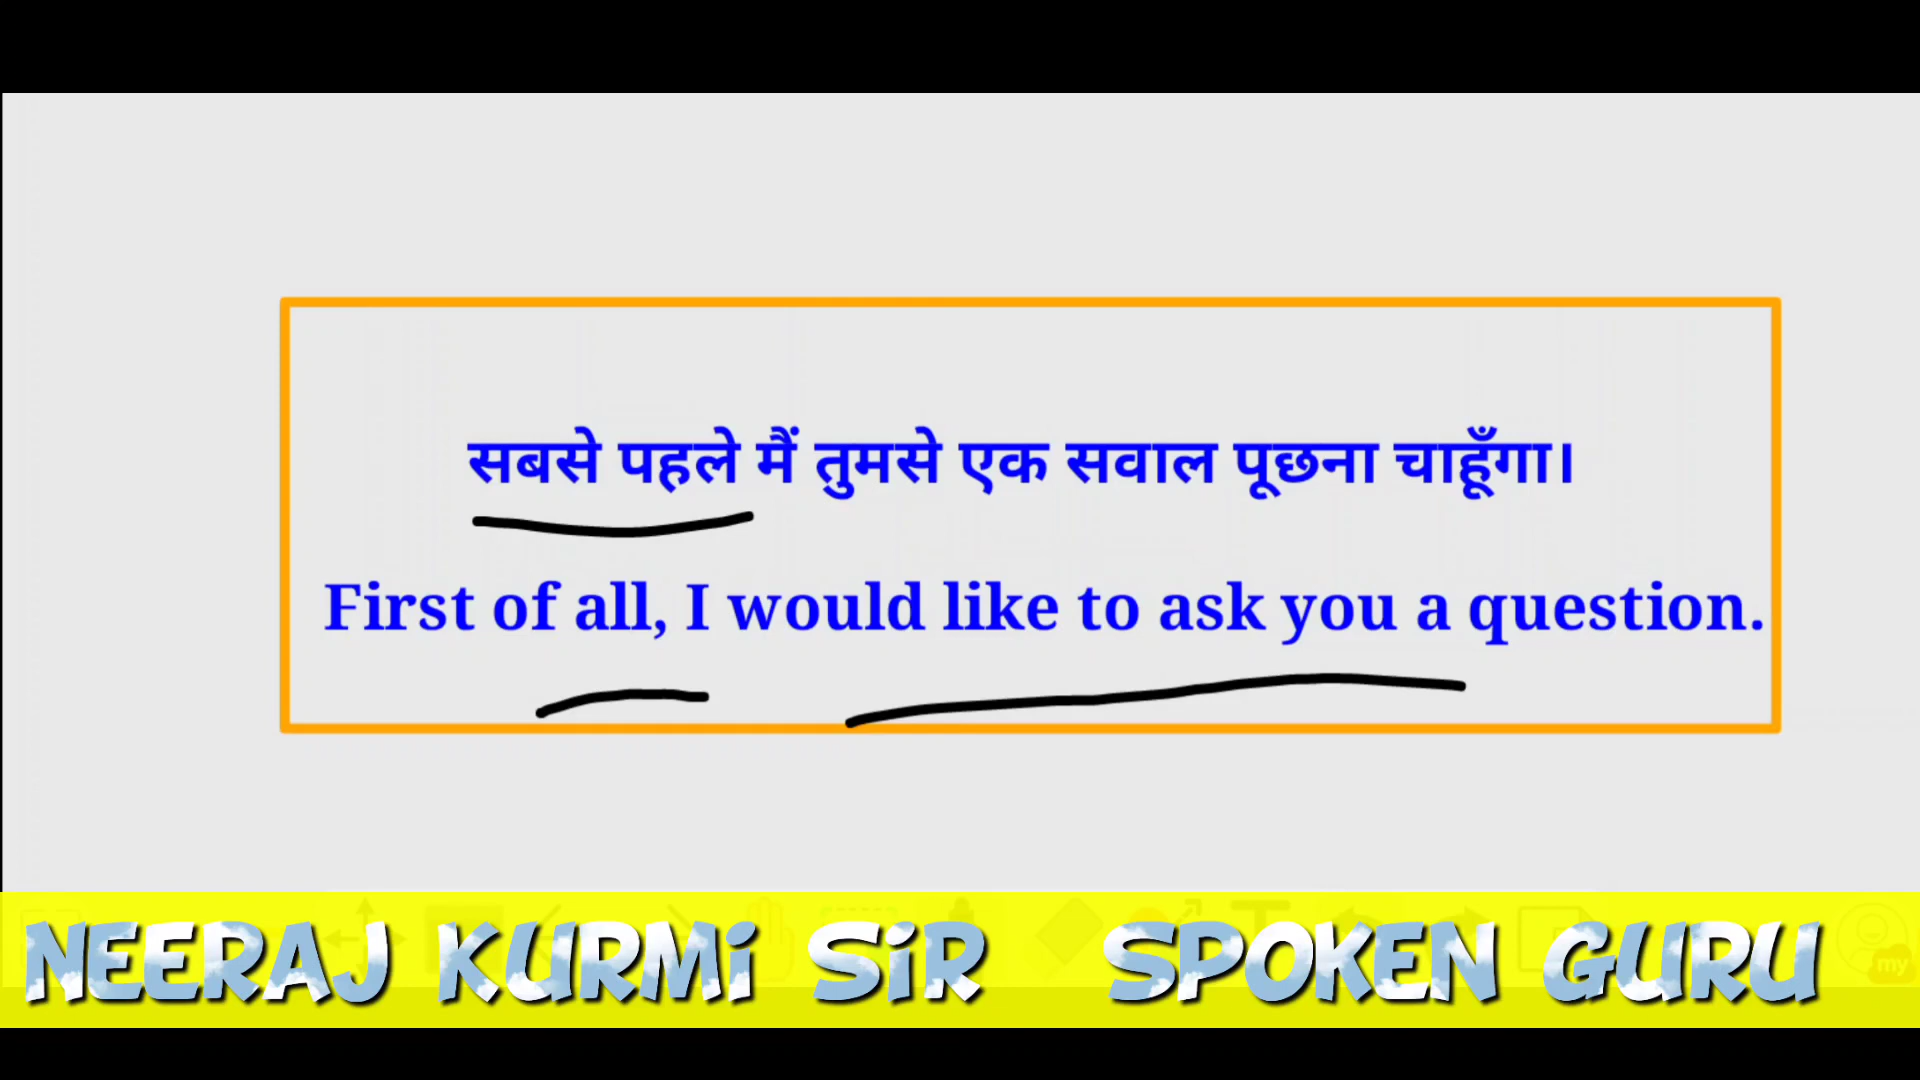 सबसे पहले मैं तुमसे एक सवाल पूछना चाहूँगा।
First of all, I would like to ask you a question.
NEERAJ KURMi SiR SPOKEN GURU
my